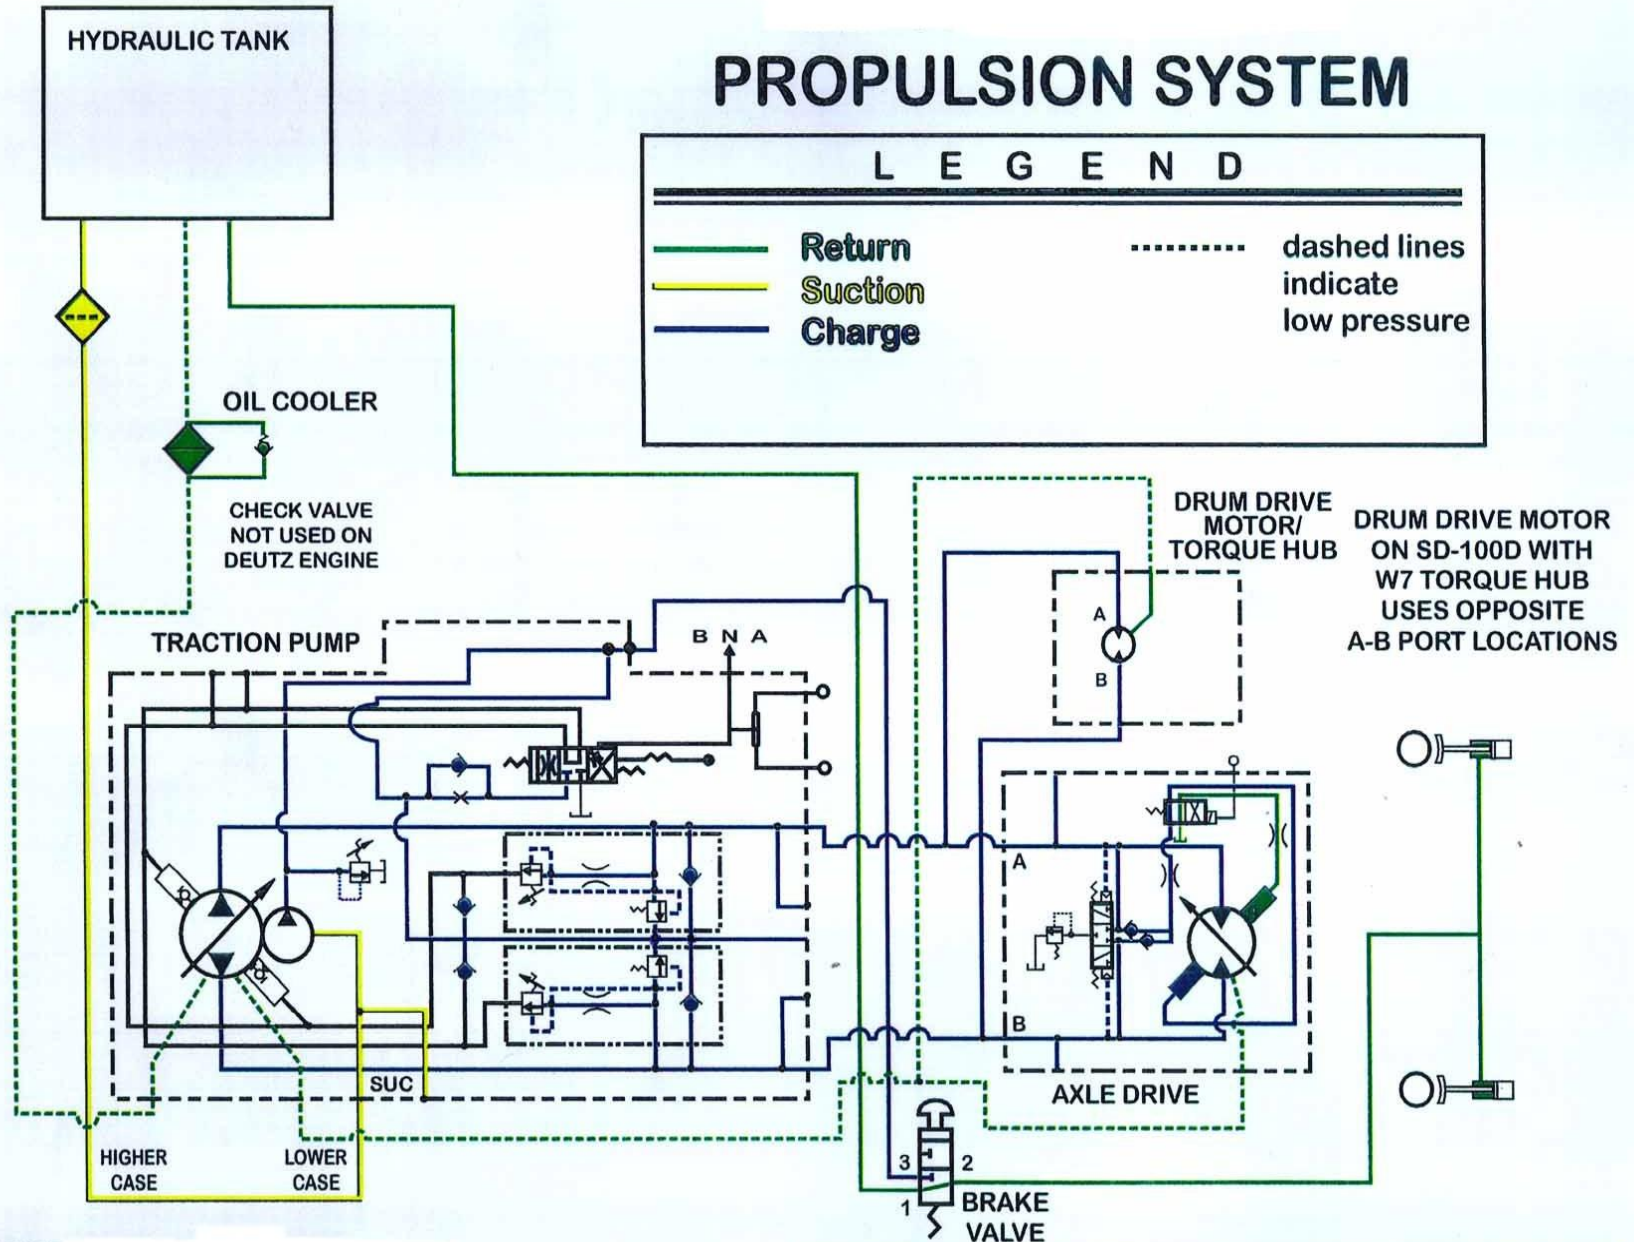 HYDRAULIC TANK
PROPULSION SYSTEM
LEGEND
Return
Suction
Charge
dashed lines
indicate
low pressure
OIL COOLER
CHECK VALVE
NOT USED ON
DEUTZ ENGINE
DRUM DRIVE
MOTOR/
TORQUE HUB
DRUM DRIVE MOTOR
ON SD-100D WITH
W7 TORQUE HUB
USES OPPOSITE
A-B PORT LOCATIONS
TRACTION PUMP
B N A
A
B
A
B
SUC
AXLE DRIVE
HIGHER
CASE
LOWER
CASE
3
2
1
BRAKE
VALVE